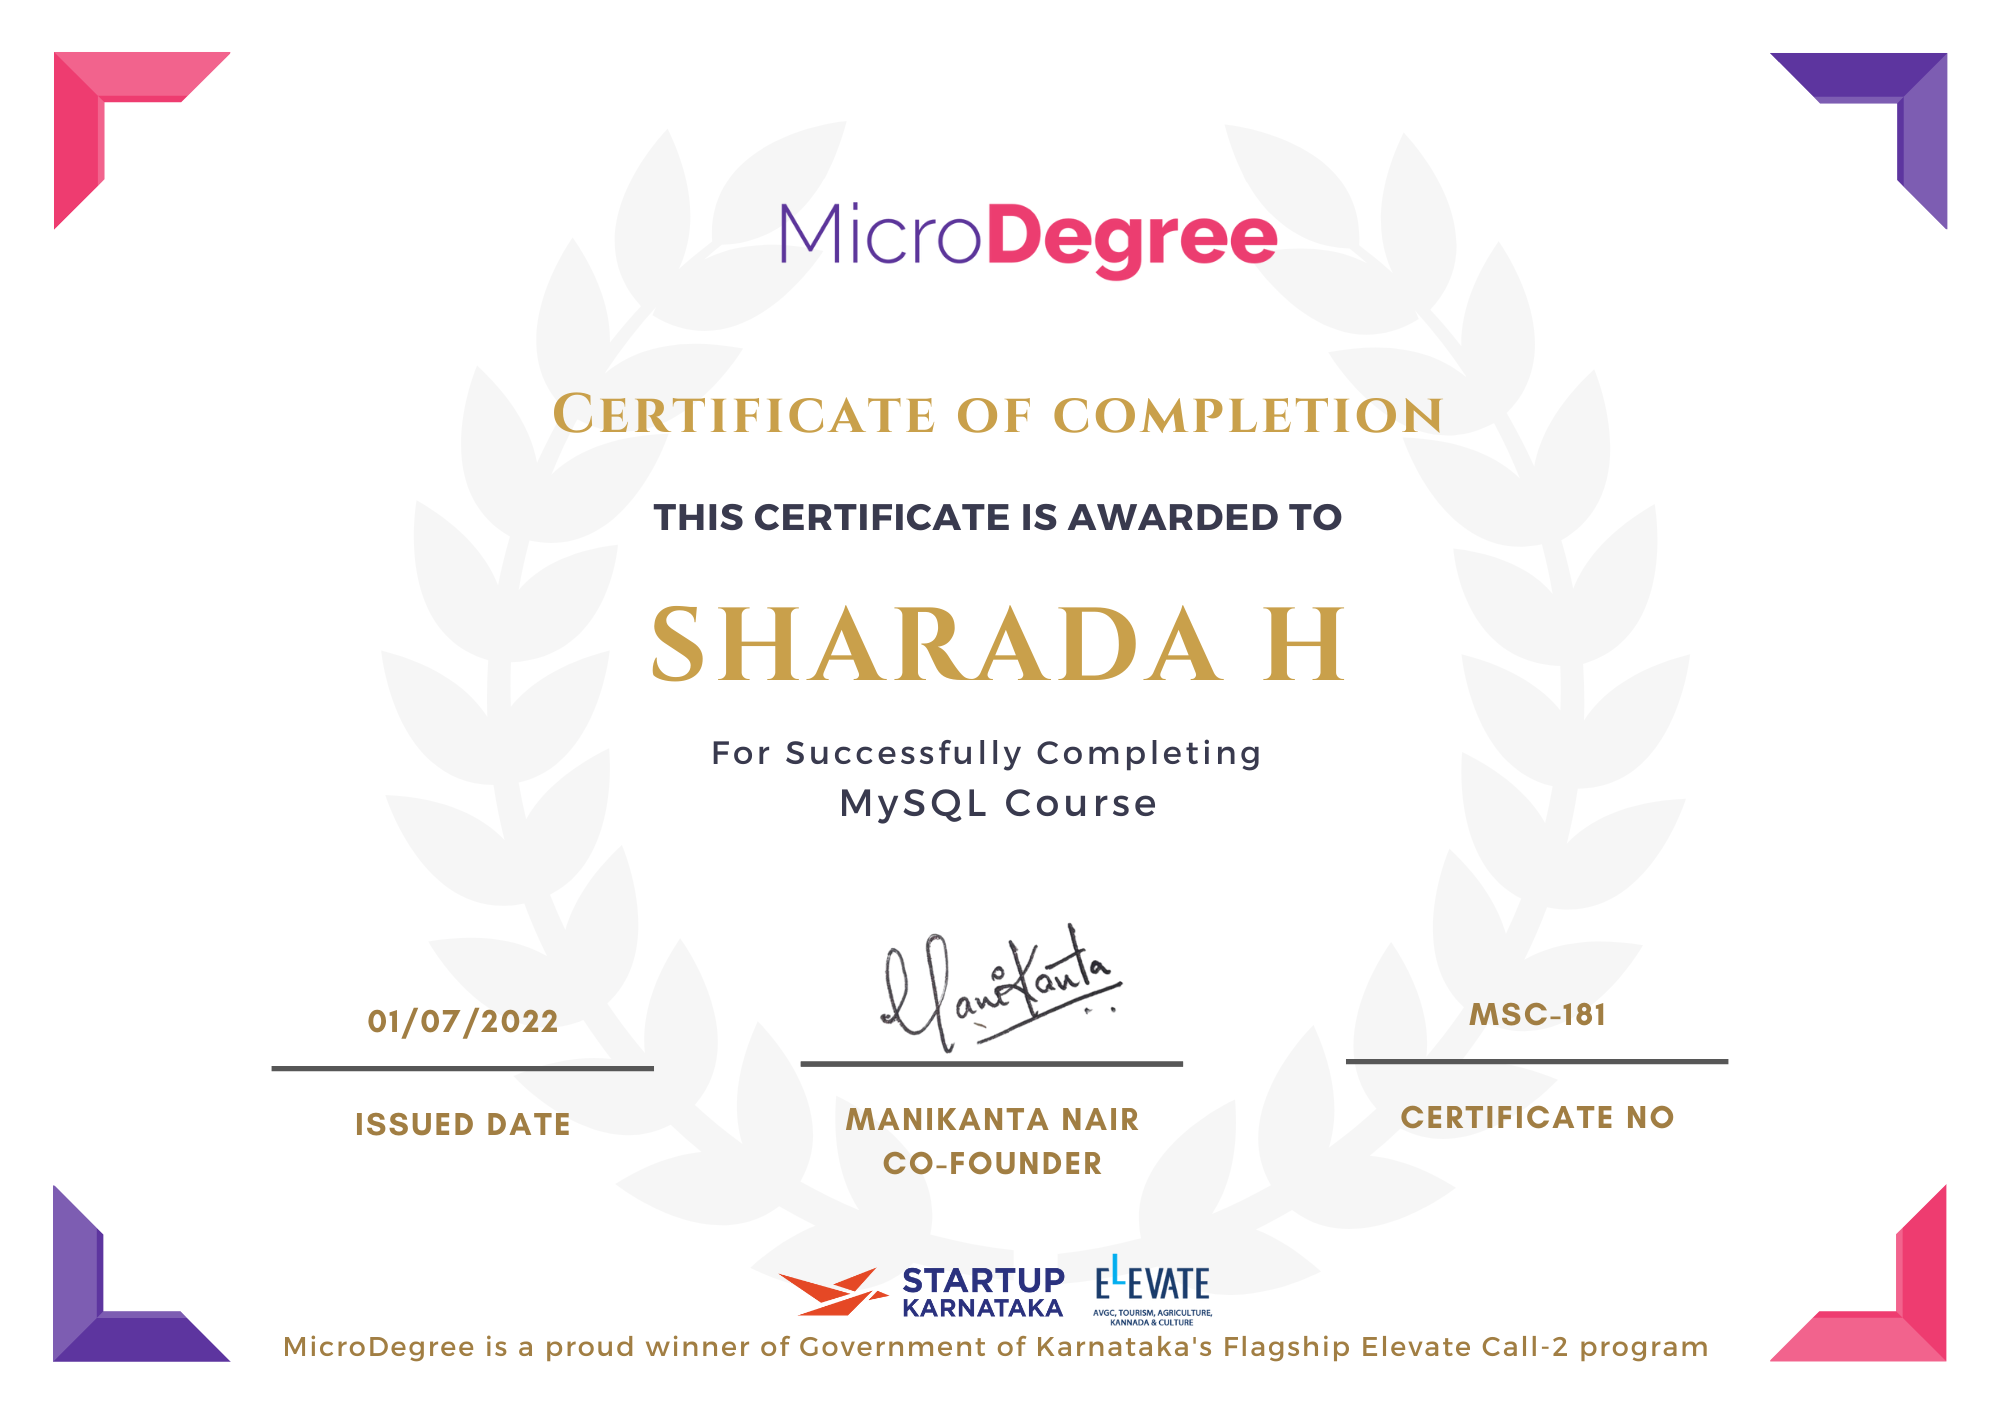 MicroDegree
CERTIFICATE OF COMPLETION
THIS CERTIFICATE IS AWARDED TO
SHARADA H
For Successfully Completing
MySQL Course
ManiKanta
01/07/2022
MSC-181
ISSUED DATE
MANIKANTA NAIR
CO-FOUNDER
CERTIFICATE NO
STARTUP
KARNATAKA
ELEVATE
AVGC, TOURISM, AGRICULTURE,
KANNADA & CULTURE
MicroDegree is a proud winner of Government of Karnataka's Flagship Elevate Call-2 program